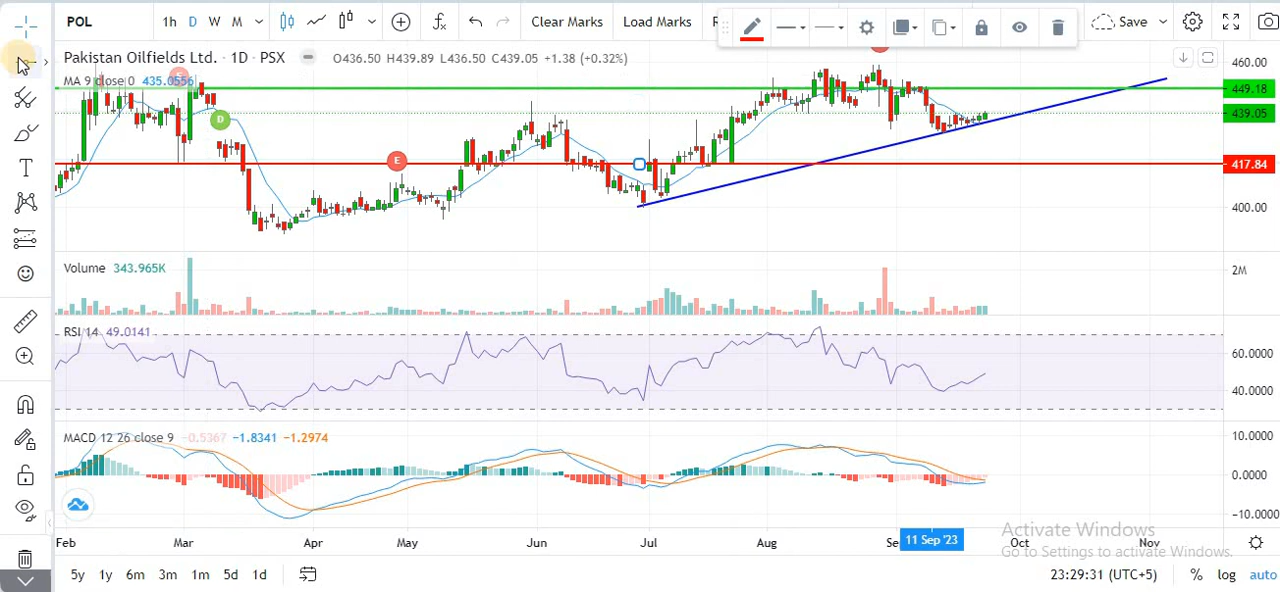 POL 1h D W M Clear Marks Load Marks Save
Pakistan Oilfields Ltd. · 1D · PSX O436.50 H439.89 L436.50 C439.05 +1.38 (+0.32%)
MA 9 close 0 435.0556
460.00
449.18
439.05
417.84
400.00
D
E
Volume 343.965K
2M
RSI 14 49.0141
60.0000
40.0000
MACD 12 26 close 9 -0.5367 -1.8341 -1.2974
10.0000
0.0000
-10.0000
Feb Mar Apr May Jun Jul Aug 11 Sep '23 Oct Nov
Activate Windows
Go to Settings to activate Windows.
5y 1y 6m 3m 1m 5d 1d 23:29:31 (UTC+5) % log auto